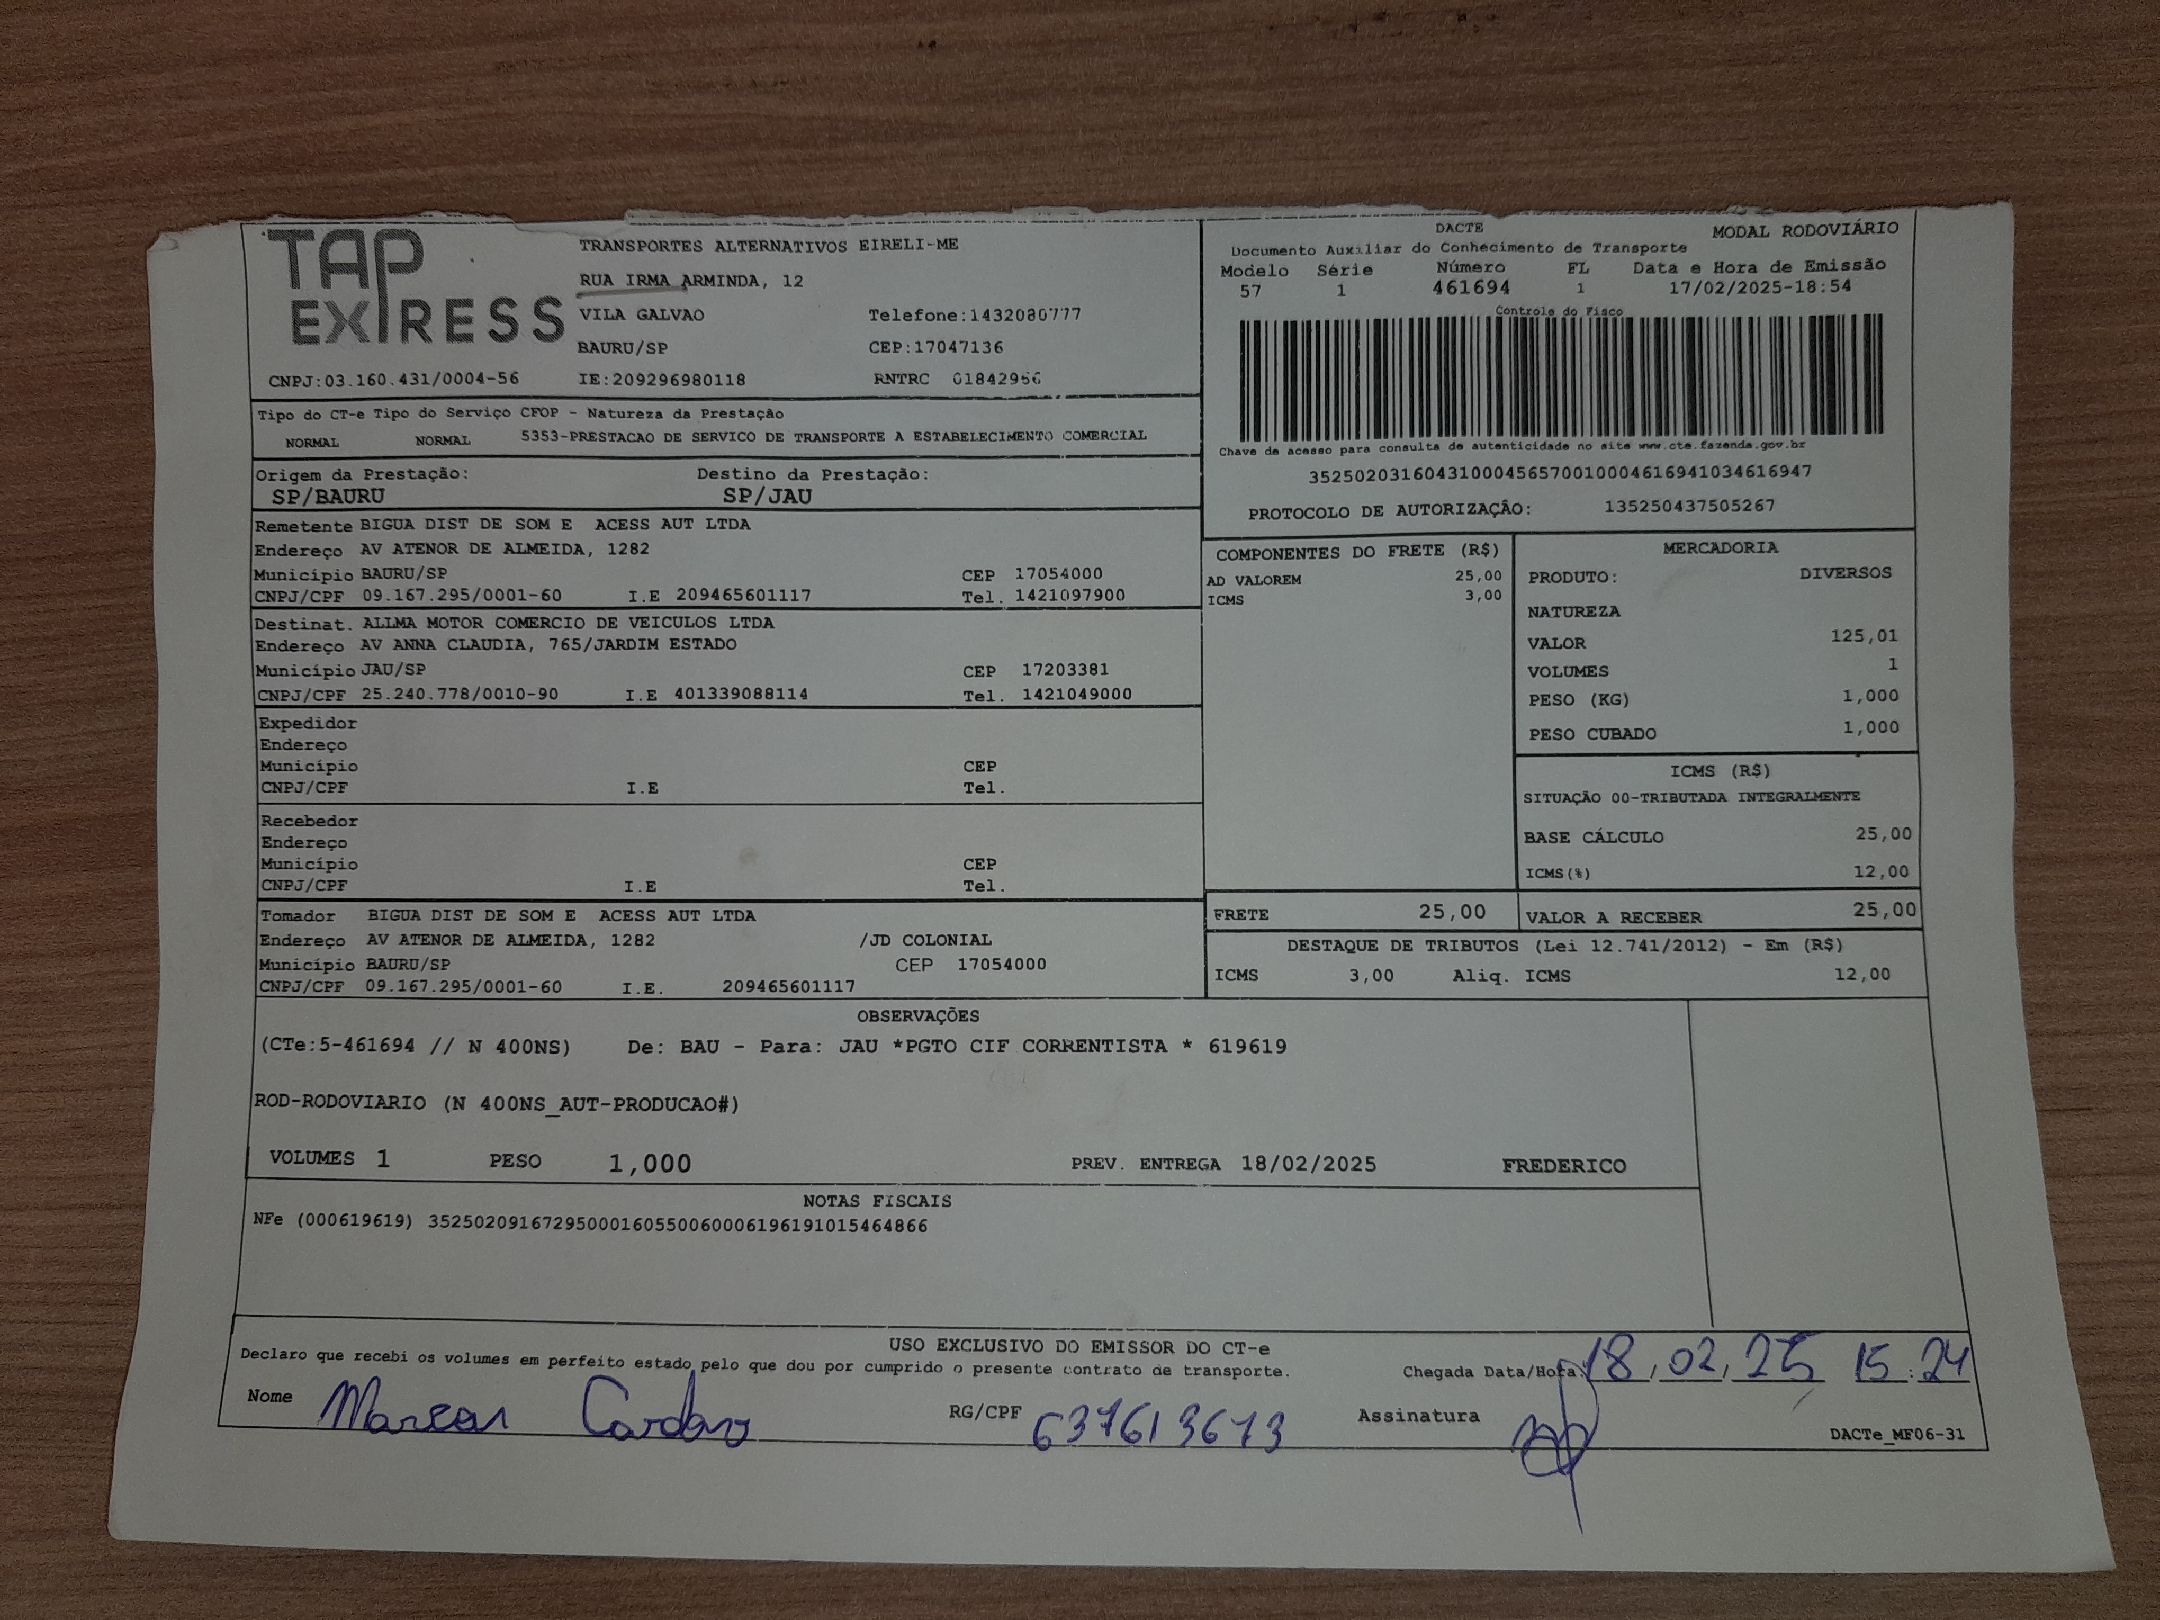 TAP EXPRESS
TRANSPORTES ALTERNATIVOS EIRELI-ME
RUA IRMA ARMINDA, 12
VILA GALVAO Telefone:1432080777
BAURU/SP CEP:17047136
CNPJ:03.160.431/0004-56 IE:209296980118 RNTRC 01842956
DACTE MODAL RODOVIÁRIO
Documento Auxiliar do Conhecimento de Transporte
Modelo Série Número FL Data e Hora de Emissão
57 1 461694 1 17/02/2025-18:54
Controle do Fisco
Chave de acesso para consulta de autenticidade no site www.cte.fazenda.gov.br
35250203160431000456570010004616941034616947
PROTOCOLO DE AUTORIZAÇÂO: 135250437505267
Tipo do CT-e Tipo do Serviço CFOP - Natureza da Prestação
NORMAL NORMAL 5353-PRESTACAO DE SERVICO DE TRANSPORTE A ESTABELECIMENTO COMERCIAL
Origem da Prestação: Destino da Prestação:
SP/BAURU SP/JAU
Remetente BIGUA DIST DE SOM E ACESS AUT LTDA
Endereço AV ATENOR DE ALMEIDA, 1282
Município BAURU/SP CEP 17054000
CNPJ/CPF 09.167.295/0001-60 I.E 209465601117 Tel. 1421097900
Destinat. ALLMA MOTOR COMERCIO DE VEICULOS LTDA
Endereço AV ANNA CLAUDIA, 765/JARDIM ESTADO
Município JAU/SP CEP 17203381
CNPJ/CPF 25.240.778/0010-90 I.E 401339088114 Tel. 1421049000
Expedidor
Endereço
Município CEP
CNPJ/CPF I.E Tel.
Recebedor
Endereço
Município CEP
CNPJ/CPF I.E Tel.
Tomador BIGUA DIST DE SOM E ACESS AUT LTDA
Endereço AV ATENOR DE ALMEIDA, 1282 /JD COLONIAL
Município BAURU/SP CEP 17054000
CNPJ/CPF 09.167.295/0001-60 I.E. 209465601117
COMPONENTES DO FRETE (R$)
AD VALOREM 25,00
ICMS 3,00
MERCADORIA
PRODUTO: DIVERSOS
NATUREZA
VALOR 125,01
VOLUMES 1
PESO (KG) 1,000
PESO CUBADO 1,000
ICMS (R$)
SITUAÇÃO 00-TRIBUTADA INTEGRALMENTE
BASE CÁLCULO 25,00
ICMS(%) 12,00
FRETE 25,00 VALOR A RECEBER 25,00
DESTAQUE DE TRIBUTOS (Lei 12.741/2012) - Em (R$)
ICMS 3,00 Aliq. ICMS 12,00
OBSERVAÇÕES
(CTe:5-461694 // N 400NS) De: BAU - Para: JAU *PGTO CIF CORRENTISTA * 619619
ROD-RODOVIARIO (N 400NS_AUT-PRODUCAO#)
VOLUMES 1 PESO 1,000 PREV. ENTREGA 18/02/2025 FREDERICO
NOTAS FISCAIS
NFe (000619619) 35250209167295000160550060006196191015464866
USO EXCLUSIVO DO EMISSOR DO CT-e
Declaro que recebi os volumes em perfeito estado pelo que dou por cumprido o presente contrato de transporte.
Chegada Data/Hora: 18,02,25 15:24
Nome RG/CPF 637613673 Assinatura
DACTe_MF06-31